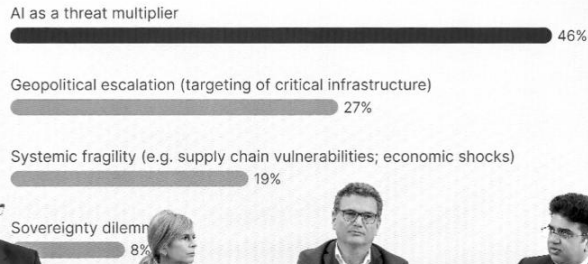 AI as a threat multiplier
46%
Geopolitical escalation (targeting of critical infrastructure)
27%
Systemic fragility (e.g. supply chain vulnerabilities; economic shocks)
19%
Sovereignty
8%